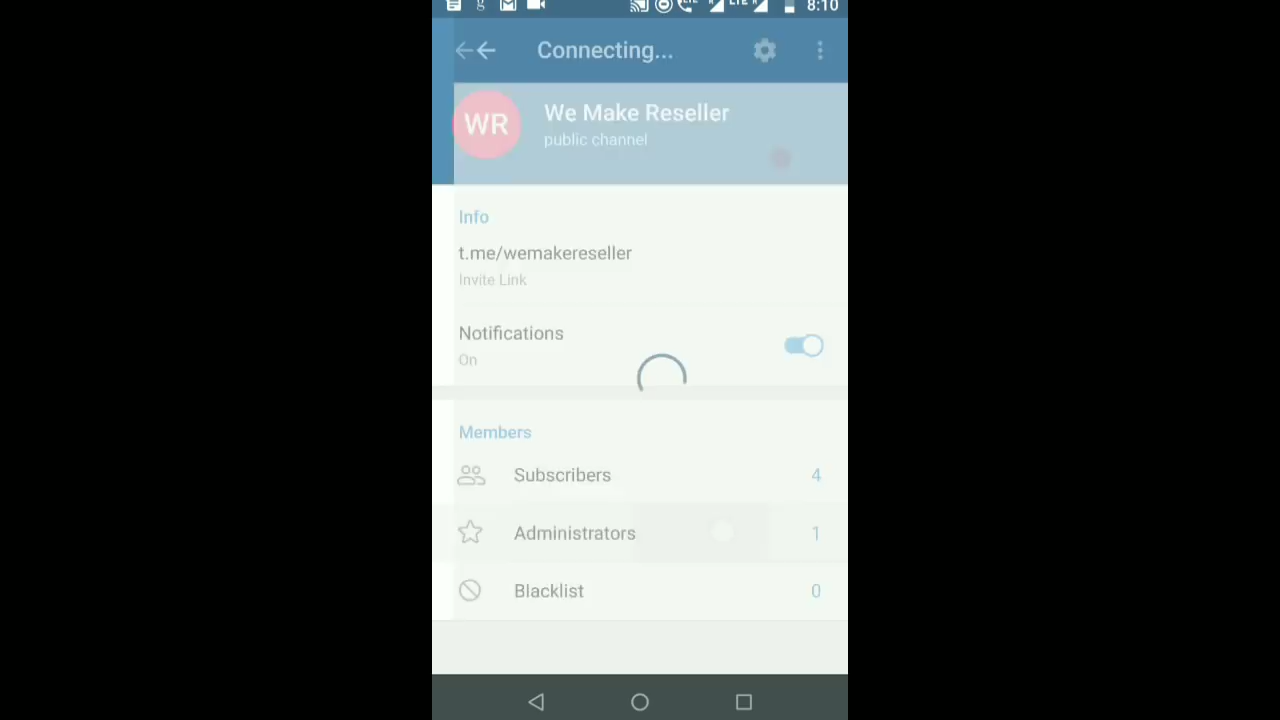 8:10
Connecting...
WR
We Make Reseller
public channel
Info
t.me/wemakereseller
Invite Link
Notifications
On
Members
Subscribers 4
Administrators 1
Blacklist 0